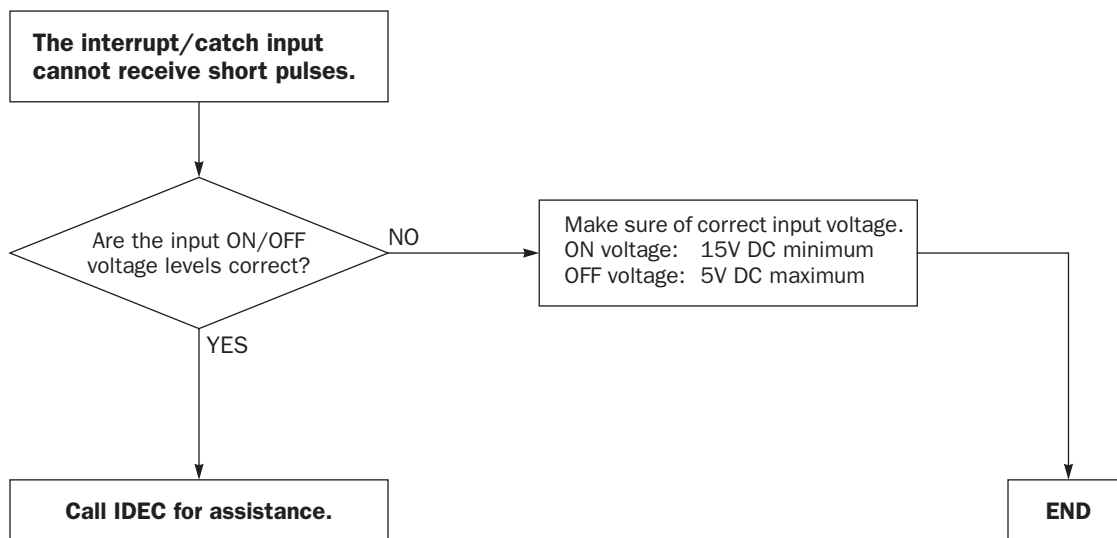 The interrupt/catch input
cannot receive short pulses.
Are the input ON/OFF
voltage levels correct?
NO
Make sure of correct input voltage.
ON voltage: 15V DC minimum
OFF voltage: 5V DC maximum
YES
Call IDEC for assistance.
END